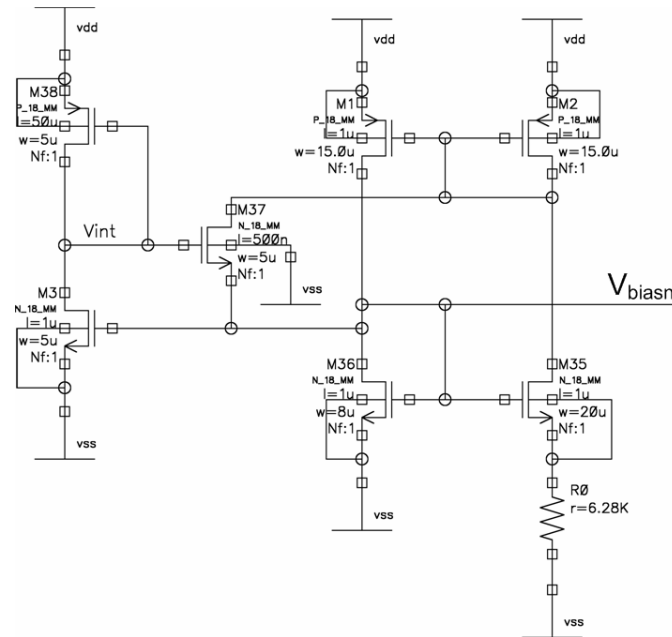 vdd
vdd
vdd
M38
P_18_MM
l=50u
w=5u
Nf:1
M1
P_18_MM
l=1u
w=15.0u
Nf:1
M2
P_18_MM
l=1u
w=15.0u
Nf:1
Vint
M37
N_18_MM
l=500n
w=5u
Nf:1
vss
Vbiasn
M3
N_18_MM
l=1u
w=5u
Nf:1
vss
M36
N_18_MM
l=1u
w=8u
Nf:1
vss
M35
N_18_MM
l=1u
w=20u
Nf:1
RØ
r=6.28K
vss